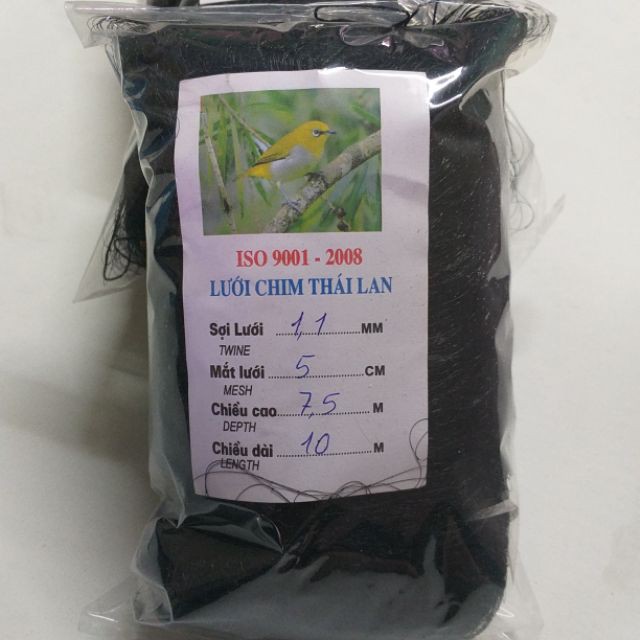 ISO 9001 - 2008
LƯỚI CHIM THÁI LAN
Sợi Lưới 1,1 MM
TWINE
Mắt lưới 5 CM
MESH
Chiều cao 7,5 M
DEPTH
Chiều dài 10 M
LENGTH